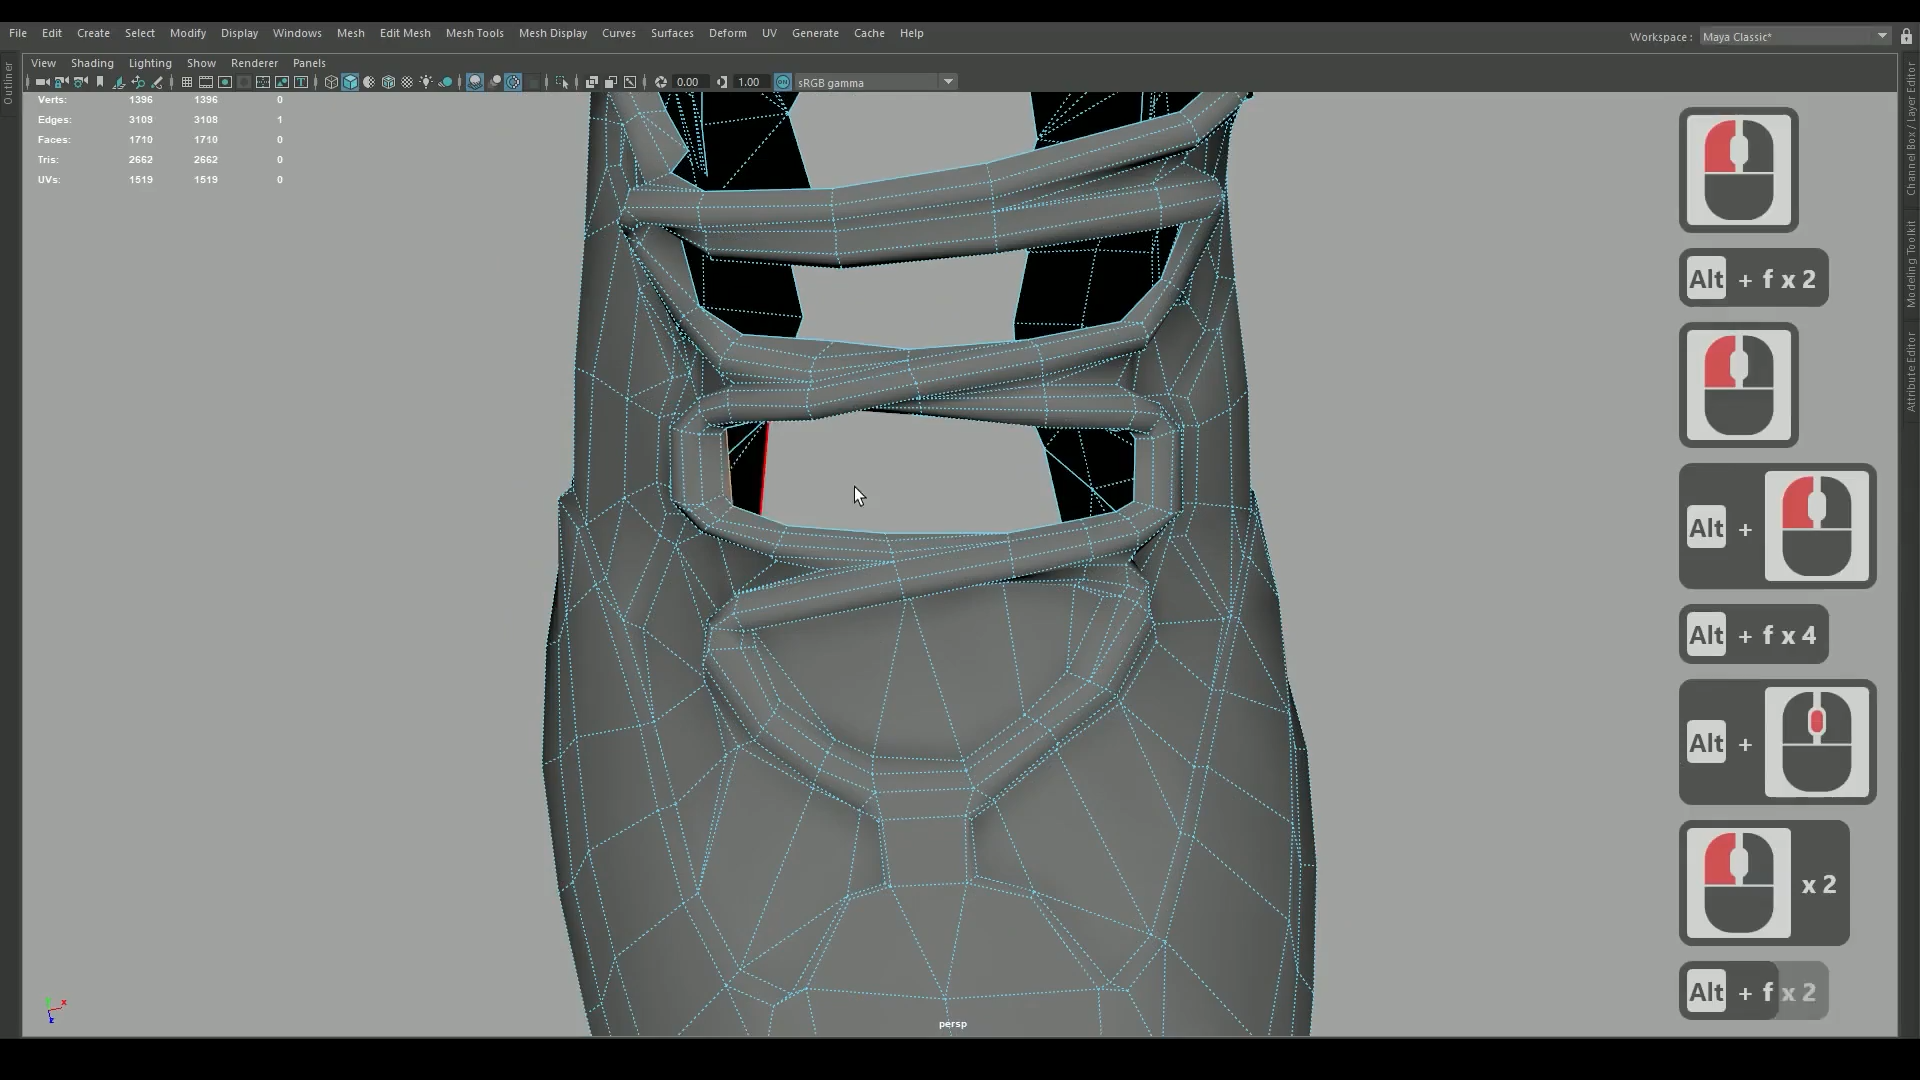 File Edit Create Select Modify Display Windows Mesh Edit Mesh Mesh Tools Mesh Display Curves Surfaces Deform UV Generate Cache Help
Workspace: Maya Classic*
View Shading Lighting Show Renderer Panels
0.00 1.00 ON sRGB gamma
Outliner
Channel Box / Layer Editor
Modeling Toolkit
Attribute Editor
Verts: 1396 1396 0
Edges: 3109 3108 1
Faces: 1710 1710 0
Tris: 2662 2662 0
UVs: 1519 1519 0
Alt + f x 2
Alt +
Alt + f x 4
Alt +
x 2
Alt + f x 2
y x
z
persp